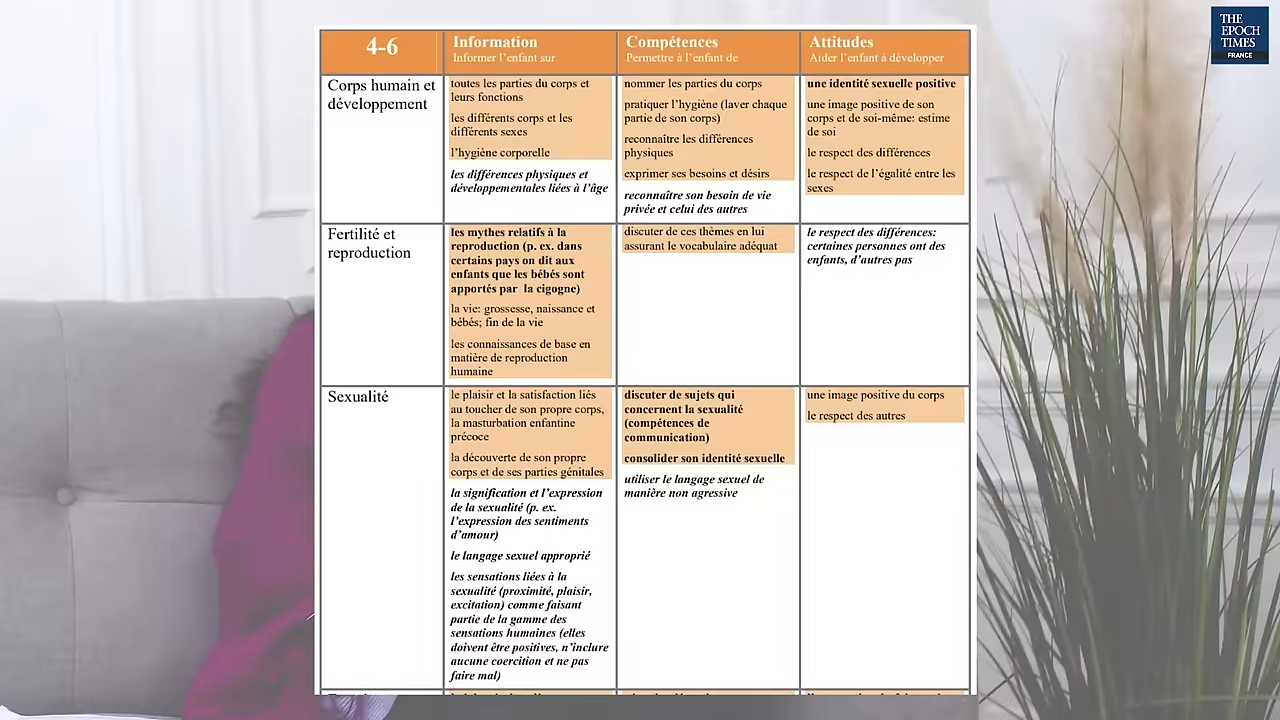 THE
EPOCH
TIMES
FRANCE
4-6
Information
Informer l'enfant sur
Compétences
Permettre à l'enfant de
Attitudes
Aider l'enfant à développer
Corps humain et
développement
toutes les parties du corps et
leurs fonctions
les différents corps et les
différents sexes
l'hygiène corporelle
les différences physiques et
développementales liées à l'âge
nommer les parties du corps
pratiquer l'hygiène (laver chaque
partie de son corps)
reconnaître les différences
physiques
exprimer ses besoins et désirs
reconnaître son besoin de vie
privée et celui des autres
une identité sexuelle positive
une image positive de son
corps et de soi-même: estime
de soi
le respect des différences
le respect de l'égalité entre les
sexes
Fertilité et
reproduction
les mythes relatifs à la
reproduction (p. ex. dans
certains pays on dit aux
enfants que les bébés sont
apportés par la cigogne)
la vie: grossesse, naissance et
bébés; fin de la vie
les connaissances de base en
matière de reproduction
humaine
discuter de ces thèmes en lui
assurant le vocabulaire adéquat
le respect des différences:
certaines personnes ont des
enfants, d'autres pas
Sexualité
le plaisir et la satisfaction liés
au toucher de son propre corps,
la masturbation enfantine
précoce
la découverte de son propre
corps et de ses parties génitales
la signification et l'expression
de la sexualité (p. ex.
l'expression des sentiments
d'amour)
le langage sexuel approprié
les sensations liées à la
sexualité (proximité, plaisir,
excitation) comme faisant
partie de la gamme des
sensations humaines (elles
doivent être positives, n'inclure
aucune coercition et ne pas
faire mal)
discuter de sujets qui
concernent la sexualité
(compétences de
communication)
consolider son identité sexuelle
utiliser le langage sexuel de
manière non agressive
une image positive du corps
le respect des autres